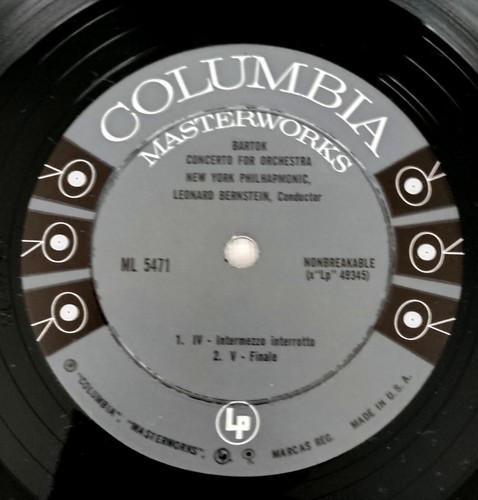 COLUMBIA
MASTERWORKS
BARTOK
CONCERTO FOR ORCHESTRA
NEW YORK PHILHARMONIC,
LEONARD BERNSTEIN, Conductor
ML 5471
NONBREAKABLE
(x"Lp" 49345)
1. IV - Intermezzo interrotto
2. V - Finale
Lp
"COLUMBIA", "MASTERWORKS", MARCAS REG. MADE IN U.S.A.